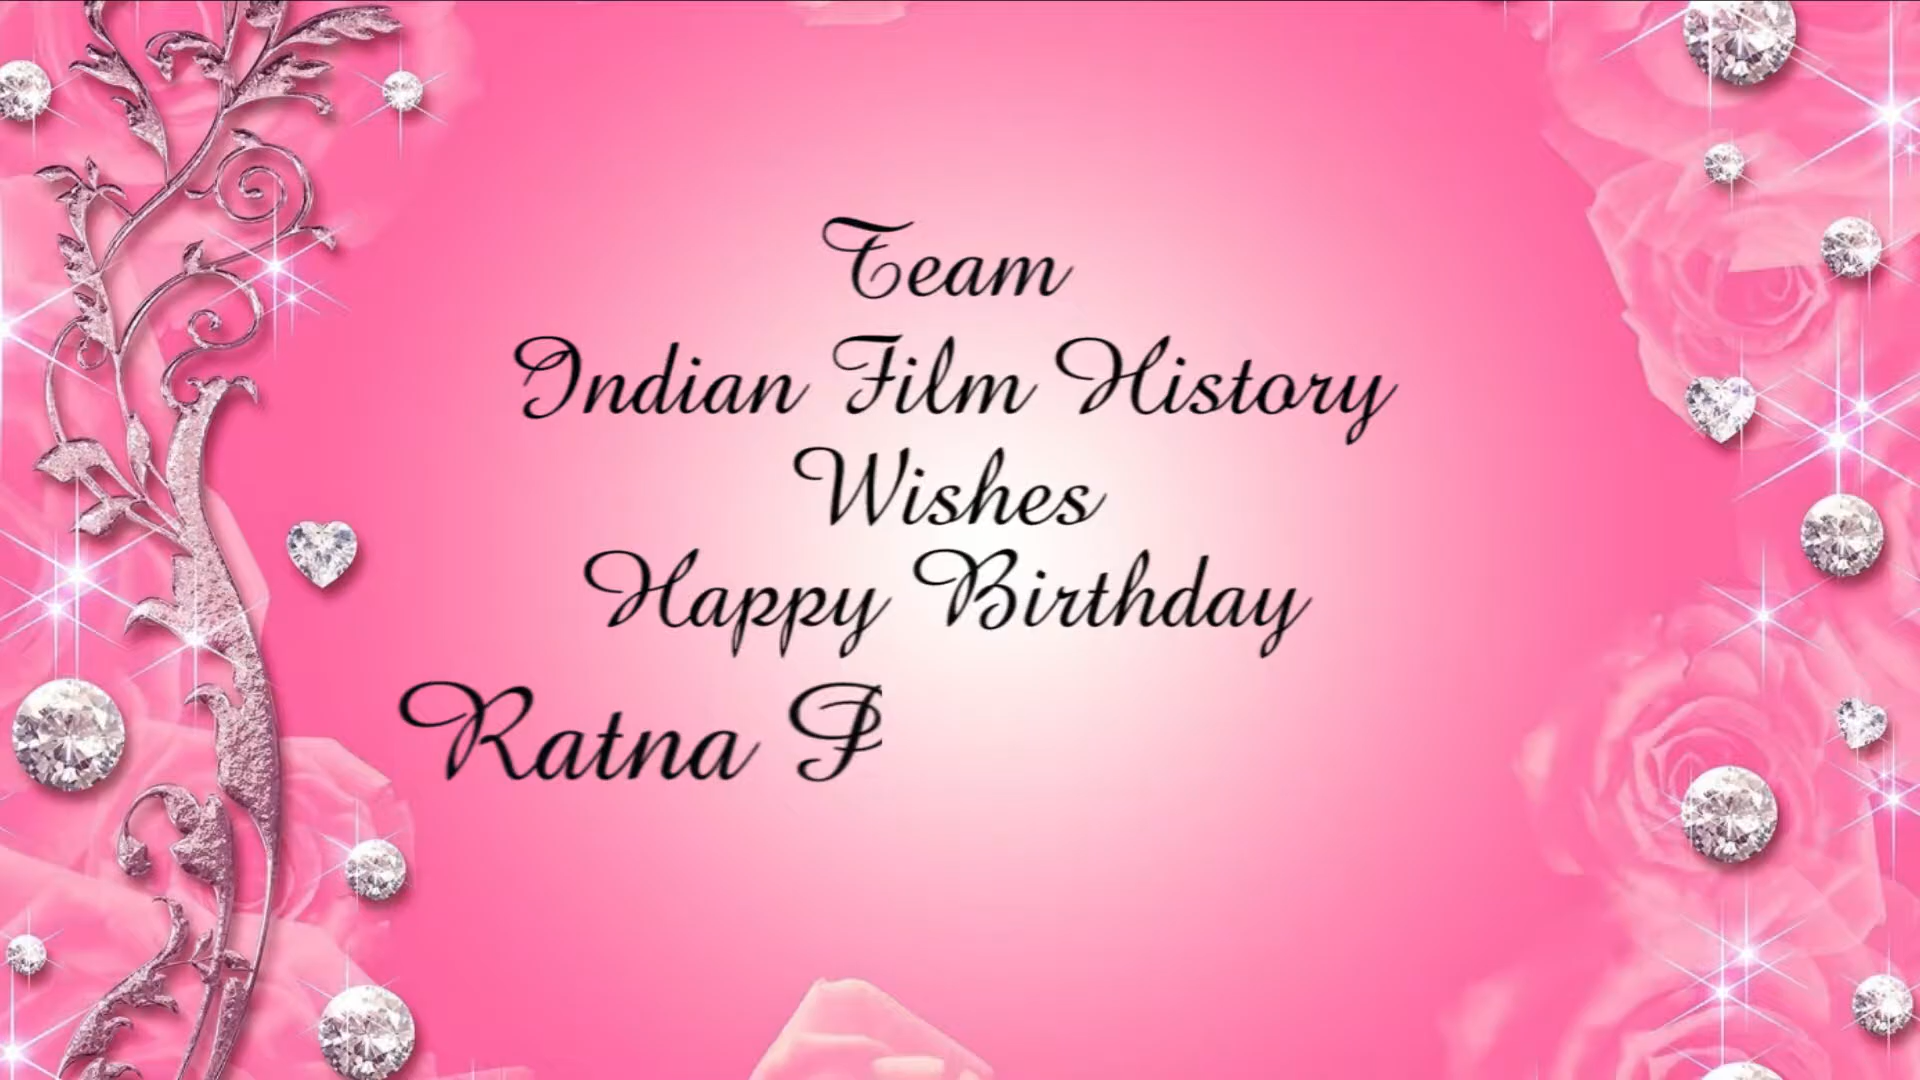 Team
Indian Film History
Wishes
Happy Birthday
Ratna